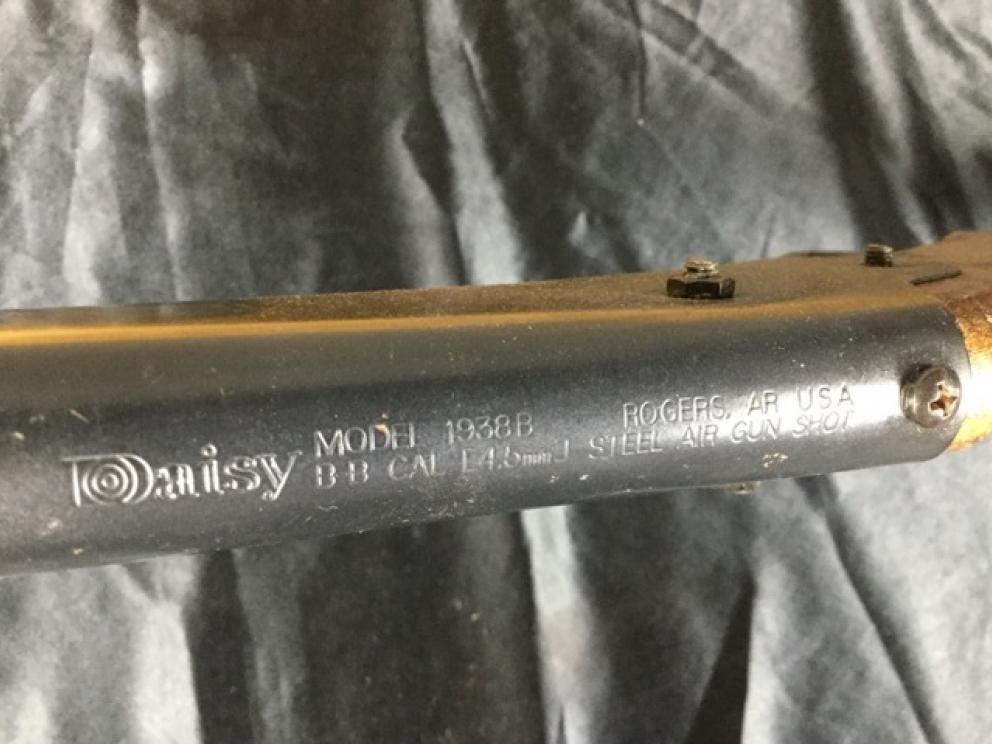 Daisy
MODEL 1938B ROGERS, AR USA
B·B CAL [4.5mm] STEEL AIR GUN SHOT